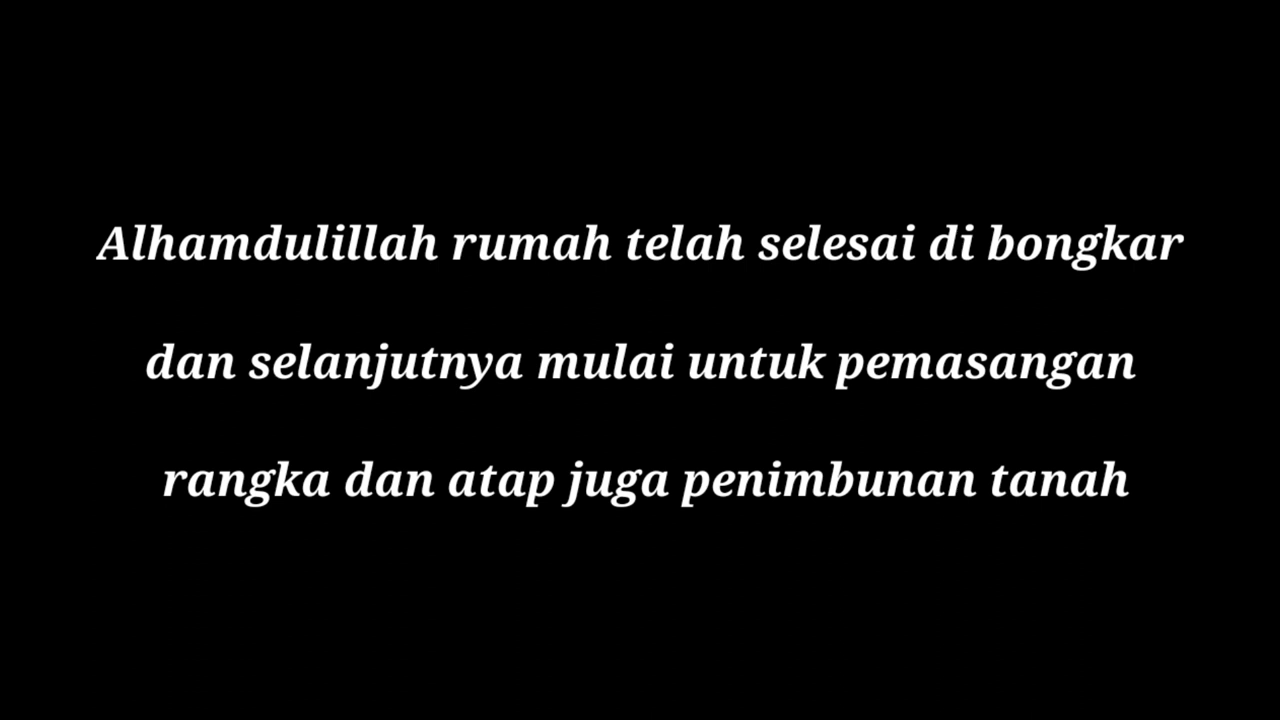 Alhamdulillah rumah telah selesai di bongkar
dan selanjutnya mulai untuk pemasangan
rangka dan atap juga penimbunan tanah